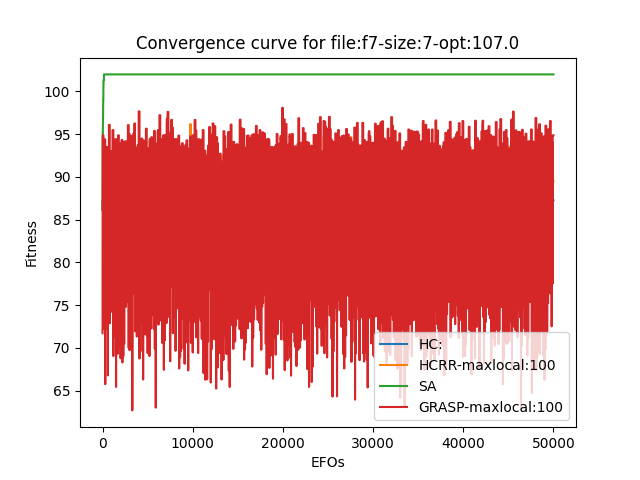 Convergence curve for file:f7-size:7-opt:107.0
Fitness
100
95
90
85
80
75
70
65
HC:
HCRR-maxlocal:100
SA
GRASP-maxlocal:100
0 10000 20000 30000 40000 50000
EFOs